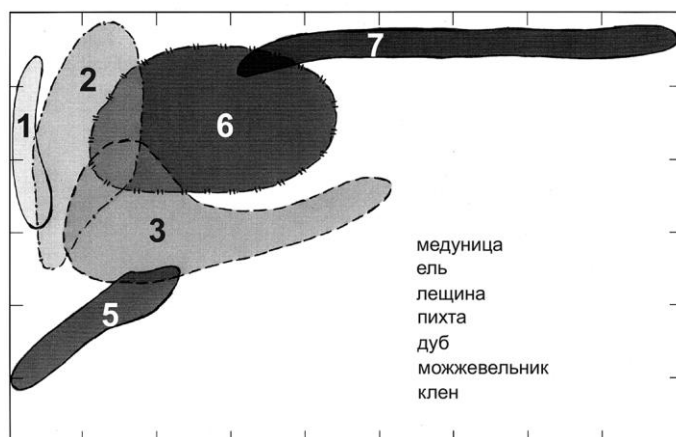 7
2
1
6
3
5
медуница
ель
лещина
пихта
дуб
можжевельник
клен